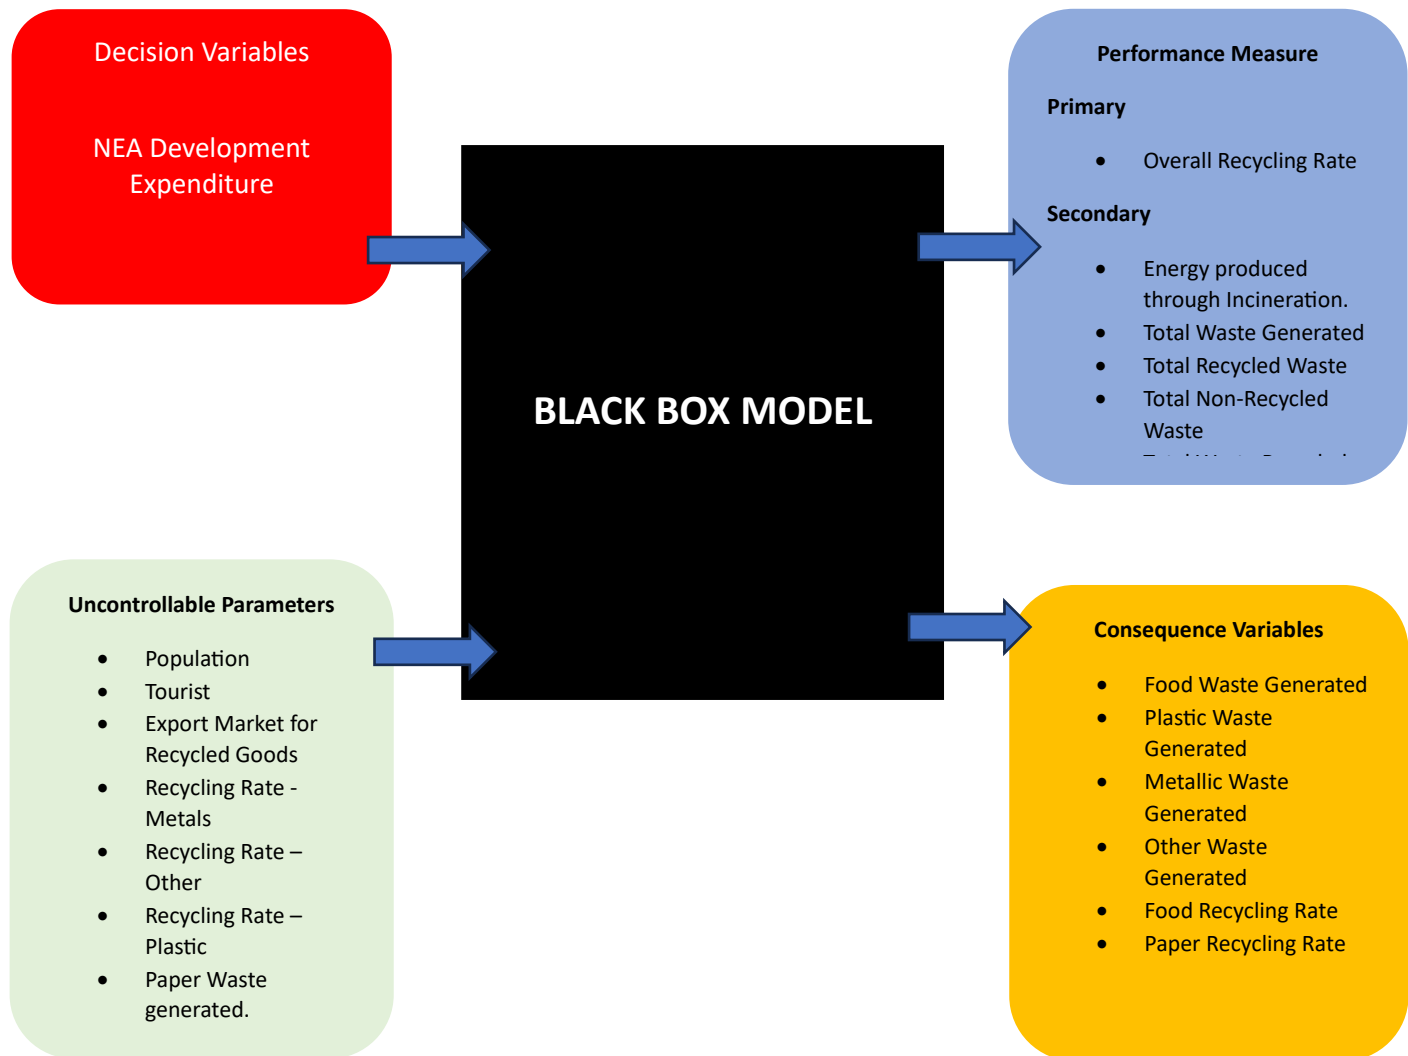 Decision Variables
NEA Development
Expenditure
BLACK BOX MODEL
Performance Measure
Primary
• Overall Recycling Rate
Secondary
• Energy produced
through Incineration.
• Total Waste Generated
• Total Recycled Waste
• Total Non-Recycled
Waste
Uncontrollable Parameters
• Population
• Tourist
• Export Market for
Recycled Goods
• Recycling Rate -
Metals
• Recycling Rate –
Other
• Recycling Rate –
Plastic
• Paper Waste
generated.
Consequence Variables
• Food Waste Generated
• Plastic Waste
Generated
• Metallic Waste
Generated
• Other Waste
Generated
• Food Recycling Rate
• Paper Recycling Rate